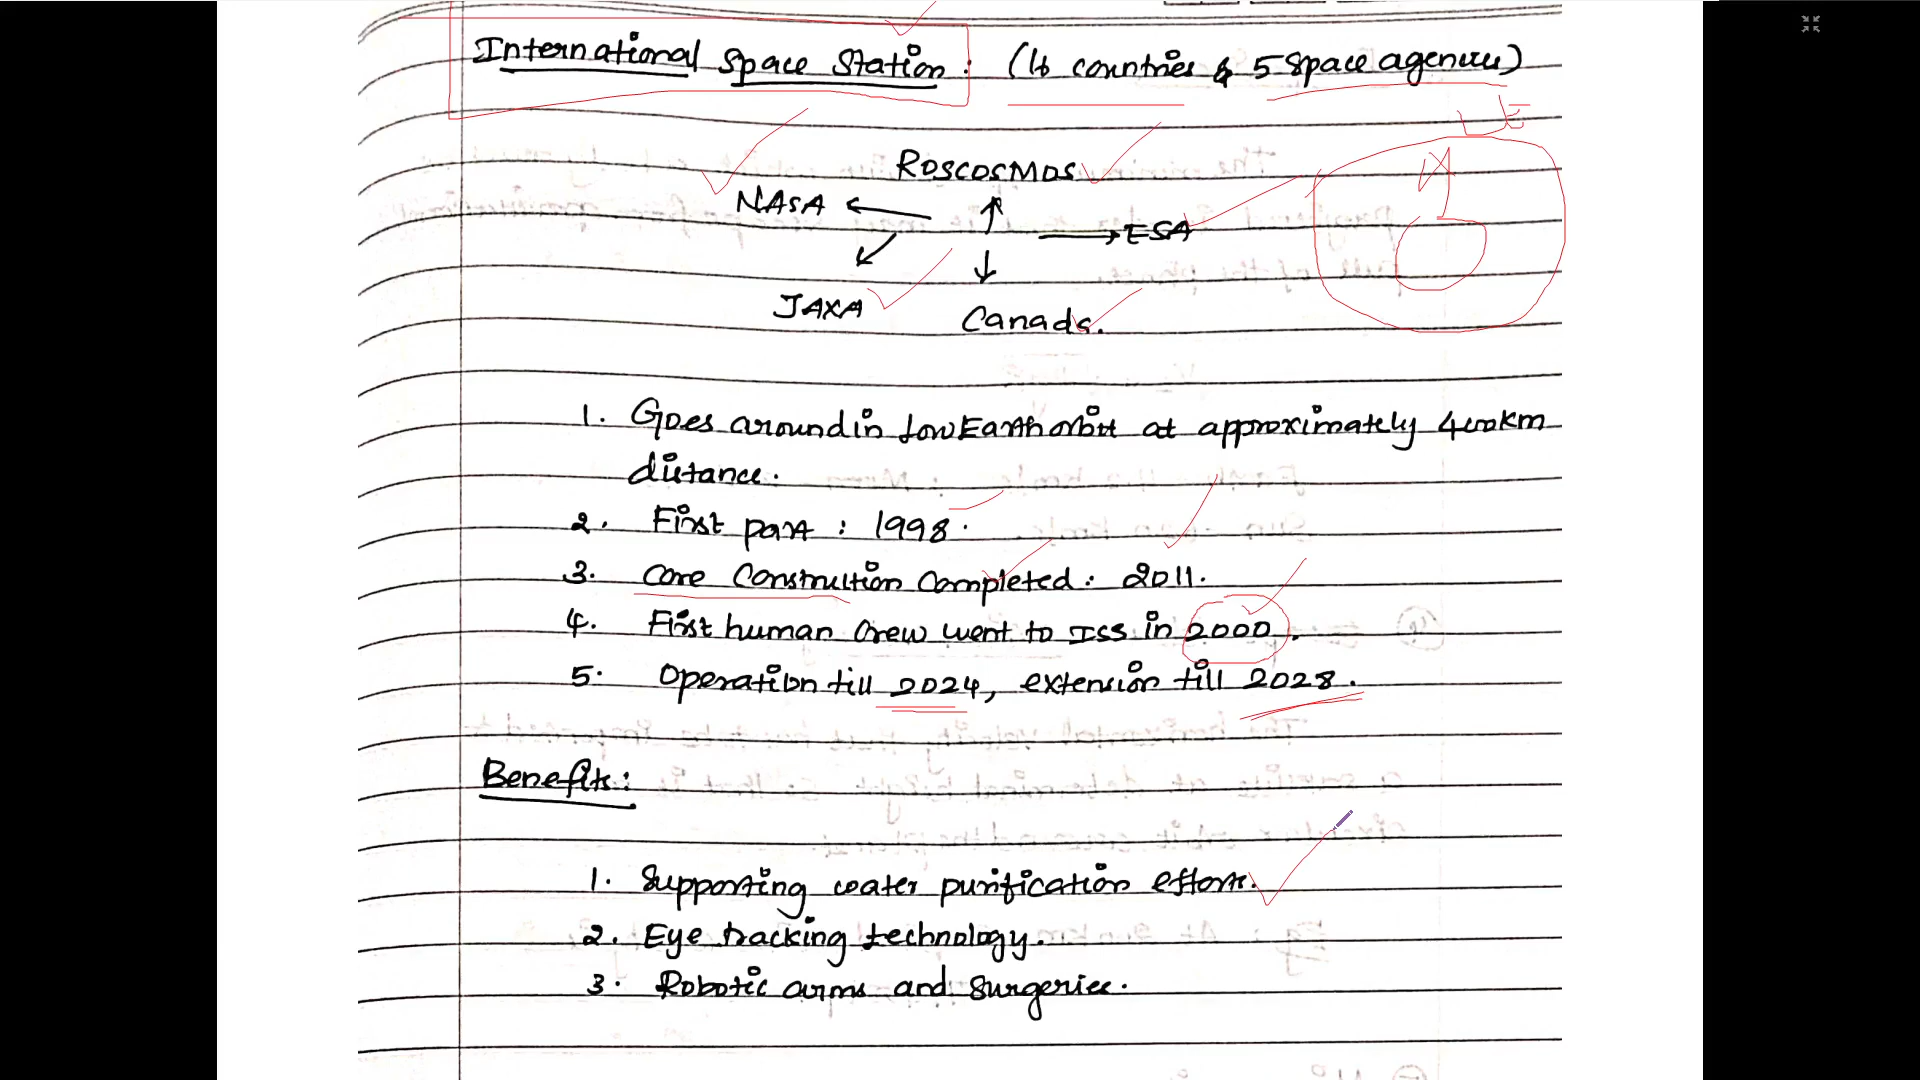 International Space Station : (16 countries & 5 Space agencies)
ROSCOSMOS
NASA
ESA
JAXA
Canada.
1. Goes around in Low Earth orbit at approximately 400km
distance.
2. First part : 1998.
3. Core Construction Completed : 2011.
4. First human crew went to ISS in 2000.
5. Operation till 2024, extension till 2028.
Benefits :
1. Supporting water purification efforts.
2. Eye tracking technology.
3. Robotic arms and Surgeries.